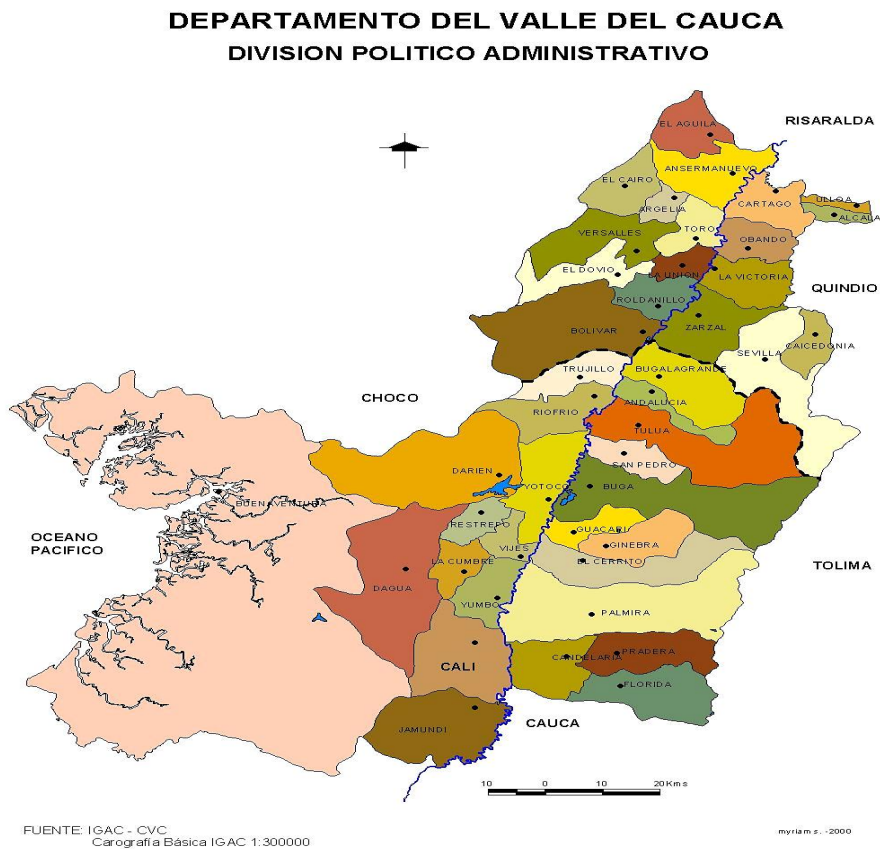 DEPARTAMENTO DEL VALLE DEL CAUCA
DIVISION POLITICO ADMINISTRATIVO
RISARALDA
EL AGUILA
ANSERMANUEVO
EL CAIRO
ULLOA
CARTAGO
ARGELIA
ALCALA
TORO
VERSALLES
OBANDO
EL DOVIO
LA UNION
LA VICTORIA
QUINDIO
ROLDANILLO
BOLIVAR
ZARZAL
CAICEDONIA
SEVILLA
TRUJILLO
BUGALAGRANDE
CHOCO
ANDALUCIA
RIOFRIO
TULUA
SAN PEDRO
DARIEN
BUGA
YOTOCO
BUENAVENTURA
RESTREPO
GUACARI
OCEANO
PACIFICO
GINEBRA
VIJES
LA CUMBRE
EL CERRITO
TOLIMA
DAGUA
YUMBO
PALMIRA
CALI
CANDELARIA
PRADERA
FLORIDA
CAUCA
JAMUNDI
10 0 10 20 Kms
FUENTE: IGAC - CVC
Carografía Básica IGAC 1:300000
myriam s. -2000